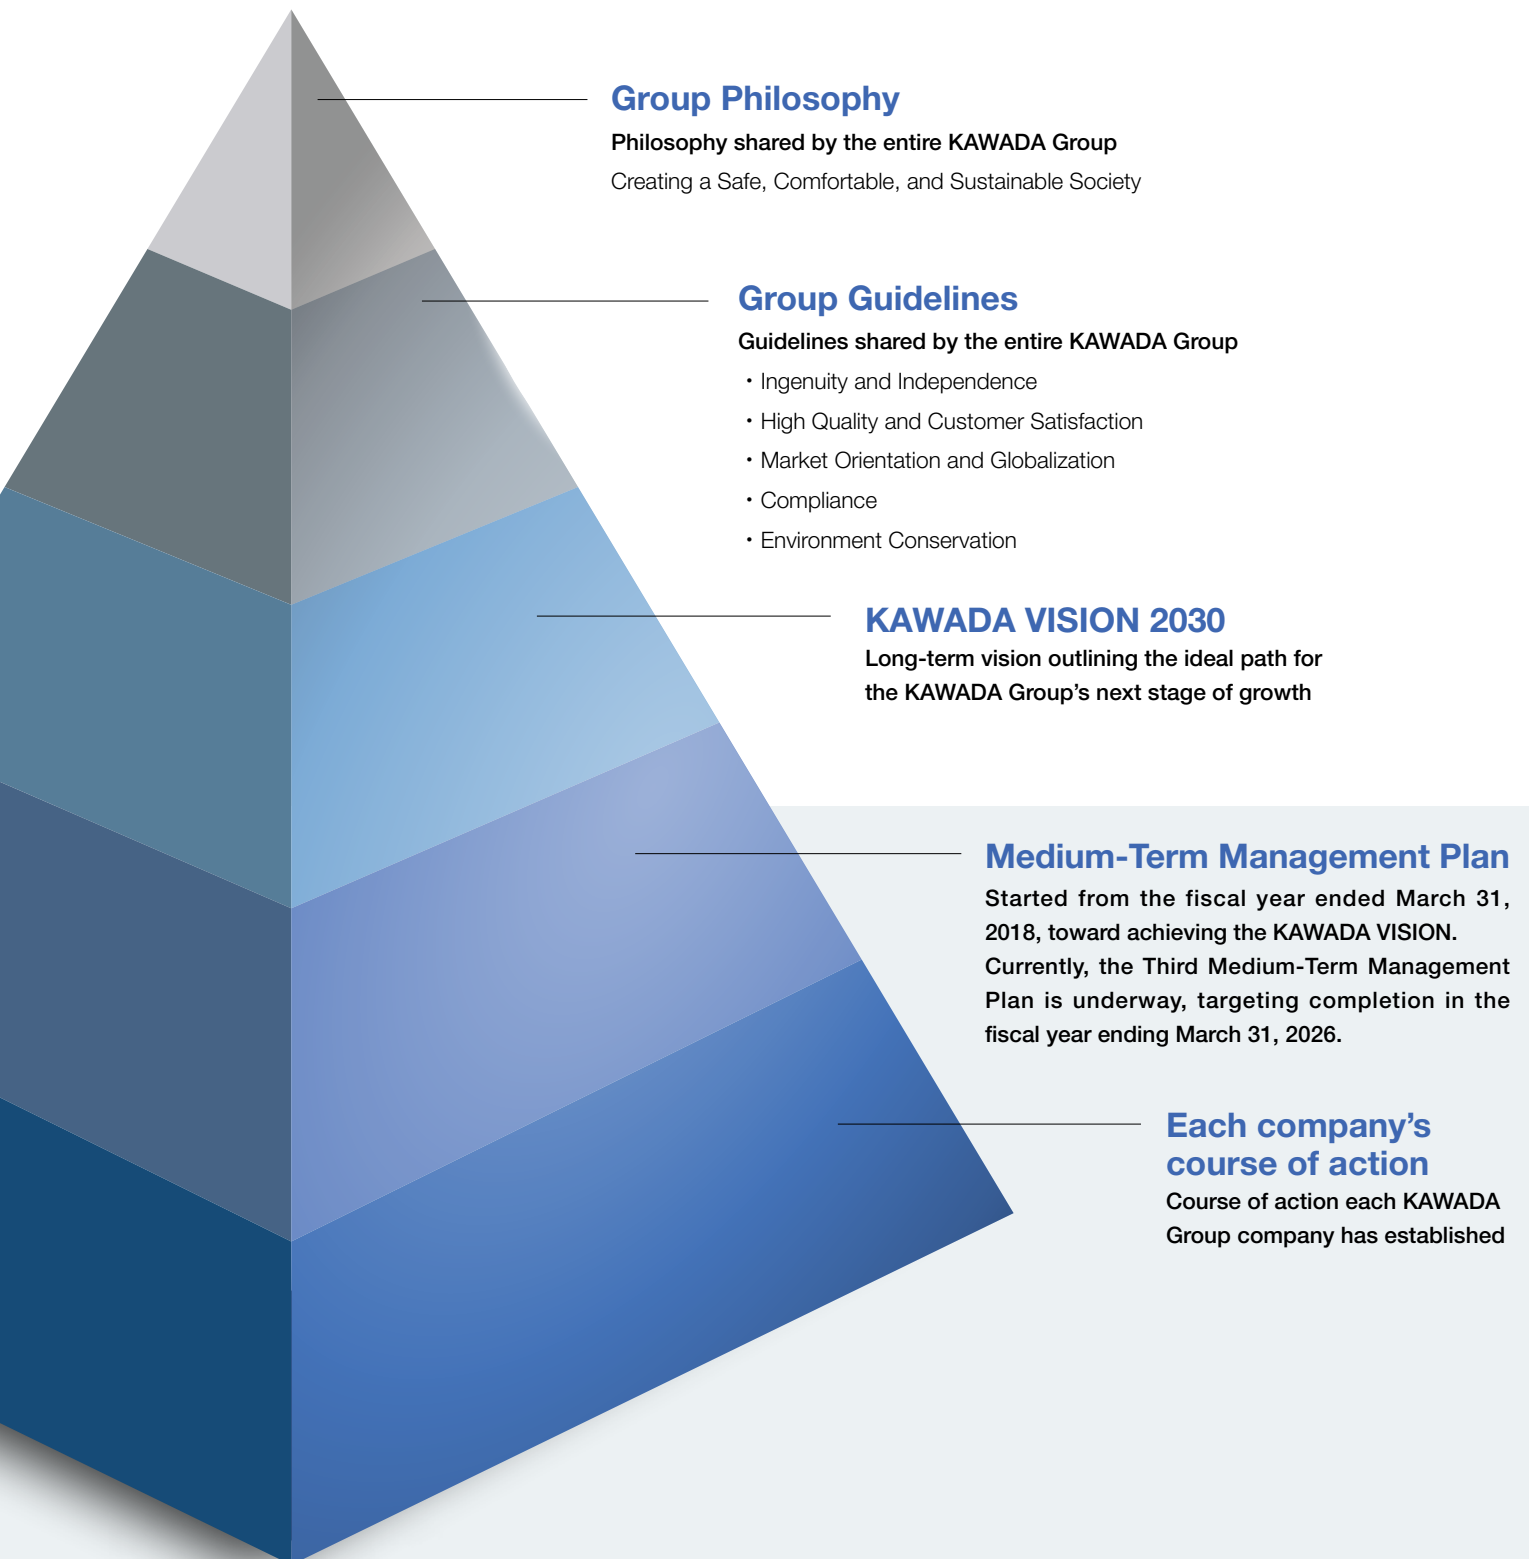 Group Philosophy
Philosophy shared by the entire KAWADA Group
Creating a Safe, Comfortable, and Sustainable Society
Group Guidelines
Guidelines shared by the entire KAWADA Group
・Ingenuity and Independence
・High Quality and Customer Satisfaction
・Market Orientation and Globalization
・Compliance
・Environment Conservation
KAWADA VISION 2030
Long-term vision outlining the ideal path for
the KAWADA Group’s next stage of growth
Medium-Term Management Plan
Started from the fiscal year ended March 31,
2018, toward achieving the KAWADA VISION.
Currently, the Third Medium-Term Management
Plan is underway, targeting completion in the
fiscal year ending March 31, 2026.
Each company’s
course of action
Course of action each KAWADA
Group company has established